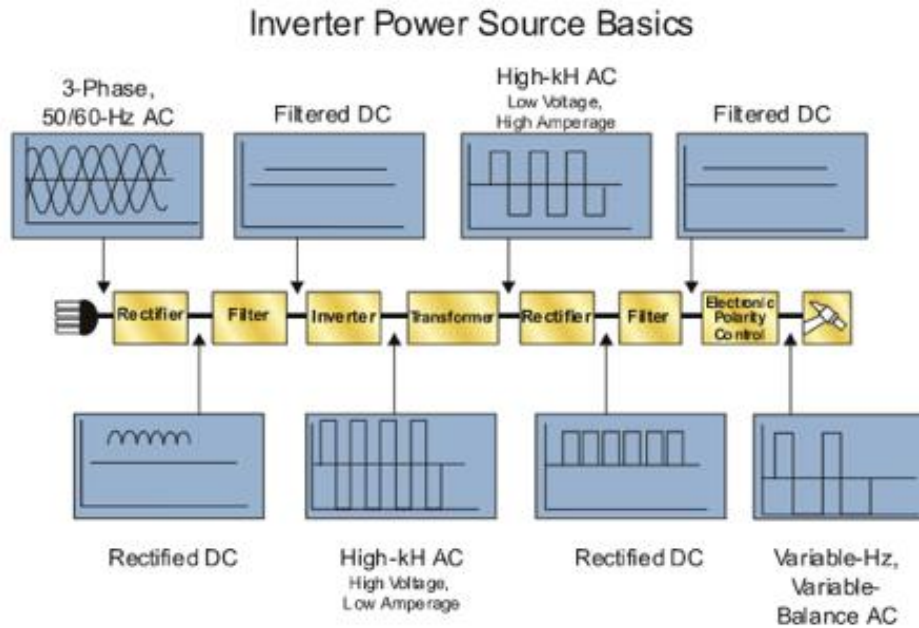 Inverter Power Source Basics
3-Phase,
50/60-Hz AC
Filtered DC
High-kH AC
Low Voltage,
High Amperage
Filtered DC
Rectifier
Filter
Inverter
Transformer
Rectifier
Filter
Electronic
Polarity
Control
Rectified DC
High-kH AC
High Voltage,
Low Amperage
Rectified DC
Variable-Hz,
Variable-
Balance AC